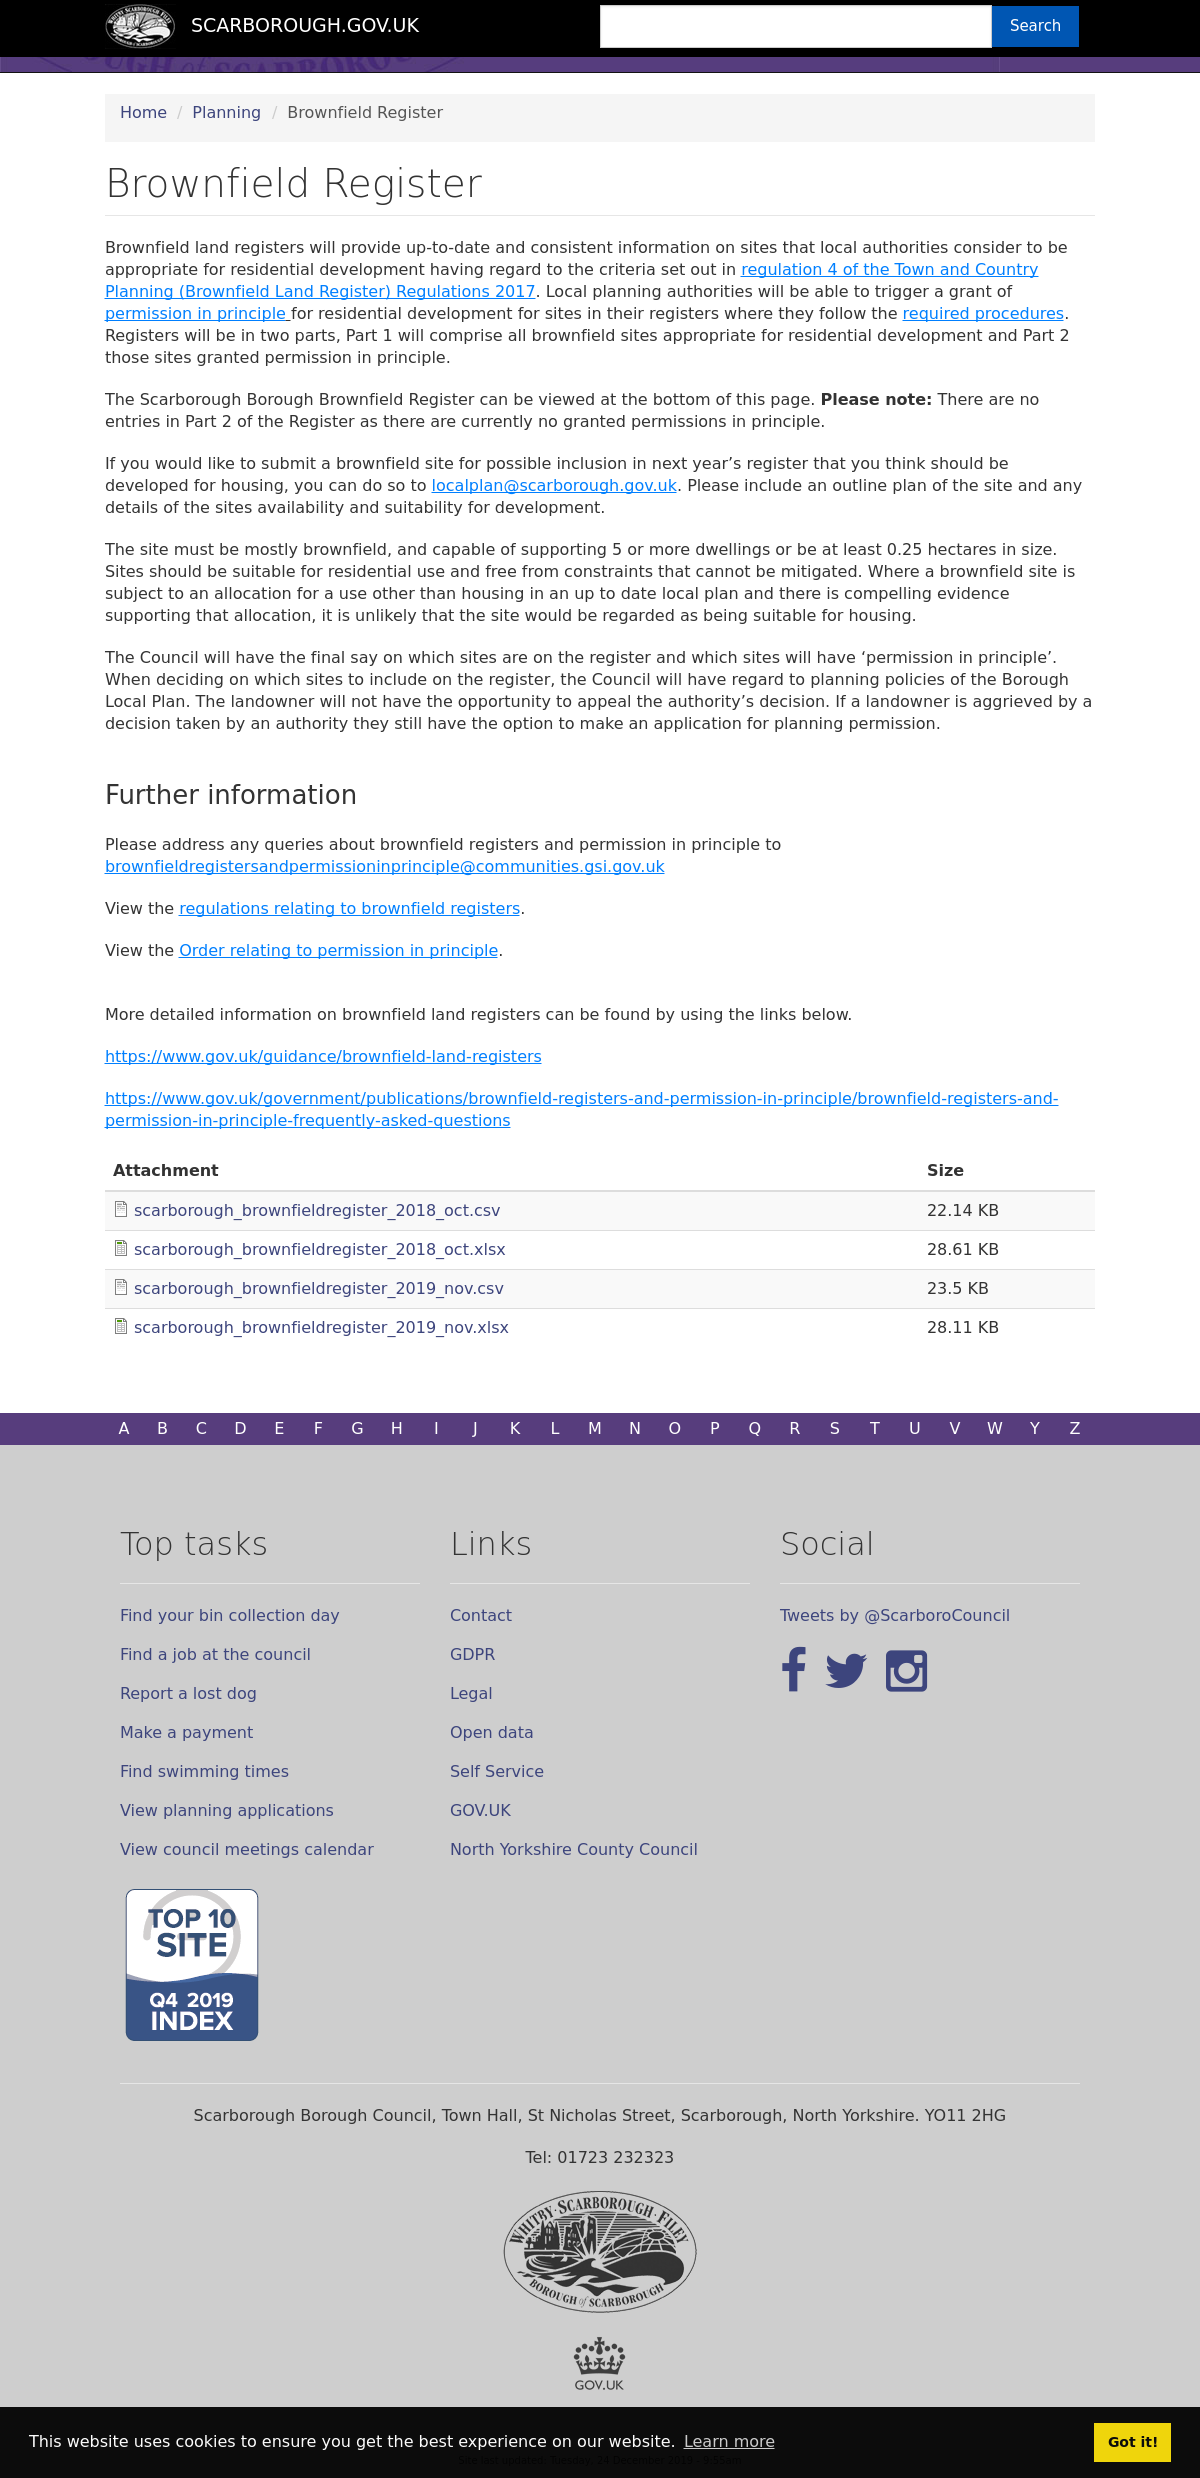 SCARBOROUGH.GOV.UK
Search
Home / Planning / Brownfield Register
Brownfield Register
Brownfield land registers will provide up-to-date and consistent information on sites that local authorities consider to be
appropriate for residential development having regard to the criteria set out in regulation 4 of the Town and Country
Planning (Brownfield Land Register) Regulations 2017. Local planning authorities will be able to trigger a grant of
permission in principle for residential development for sites in their registers where they follow the required procedures.
Registers will be in two parts, Part 1 will comprise all brownfield sites appropriate for residential development and Part 2
those sites granted permission in principle.
The Scarborough Borough Brownfield Register can be viewed at the bottom of this page. Please note: There are no
entries in Part 2 of the Register as there are currently no granted permissions in principle.
If you would like to submit a brownfield site for possible inclusion in next year’s register that you think should be
developed for housing, you can do so to localplan@scarborough.gov.uk. Please include an outline plan of the site and any
details of the sites availability and suitability for development.
The site must be mostly brownfield, and capable of supporting 5 or more dwellings or be at least 0.25 hectares in size.
Sites should be suitable for residential use and free from constraints that cannot be mitigated. Where a brownfield site is
subject to an allocation for a use other than housing in an up to date local plan and there is compelling evidence
supporting that allocation, it is unlikely that the site would be regarded as being suitable for housing.
The Council will have the final say on which sites are on the register and which sites will have ‘permission in principle’.
When deciding on which sites to include on the register, the Council will have regard to planning policies of the Borough
Local Plan. The landowner will not have the opportunity to appeal the authority’s decision. If a landowner is aggrieved by a
decision taken by an authority they still have the option to make an application for planning permission.
Further information
Please address any queries about brownfield registers and permission in principle to
brownfieldregistersandpermissioninprinciple@communities.gsi.gov.uk
View the regulations relating to brownfield registers.
View the Order relating to permission in principle.
More detailed information on brownfield land registers can be found by using the links below.
https://www.gov.uk/guidance/brownfield-land-registers
https://www.gov.uk/government/publications/brownfield-registers-and-permission-in-principle/brownfield-registers-and-
permission-in-principle-frequently-asked-questions
Attachment Size
scarborough_brownfieldregister_2018_oct.csv 22.14 KB
scarborough_brownfieldregister_2018_oct.xlsx 28.61 KB
scarborough_brownfieldregister_2019_nov.csv 23.5 KB
scarborough_brownfieldregister_2019_nov.xlsx 28.11 KB
A B C D E F G H I J K L M N O P Q R S T U V W Y Z
Top tasks
Find your bin collection day
Find a job at the council
Report a lost dog
Make a payment
Find swimming times
View planning applications
View council meetings calendar
TOP 10
SITE
Q4 2019
INDEX
Links
Contact
GDPR
Legal
Open data
Self Service
GOV.UK
North Yorkshire County Council
Social
Tweets by @ScarboroCouncil
Scarborough Borough Council, Town Hall, St Nicholas Street, Scarborough, North Yorkshire. YO11 2HG
Tel: 01723 232323
WHITBY · SCARBOROUGH · FILEY
BOROUGH of SCARBOROUGH
GOV.UK
This website uses cookies to ensure you get the best experience on our website. Learn more
Got it!